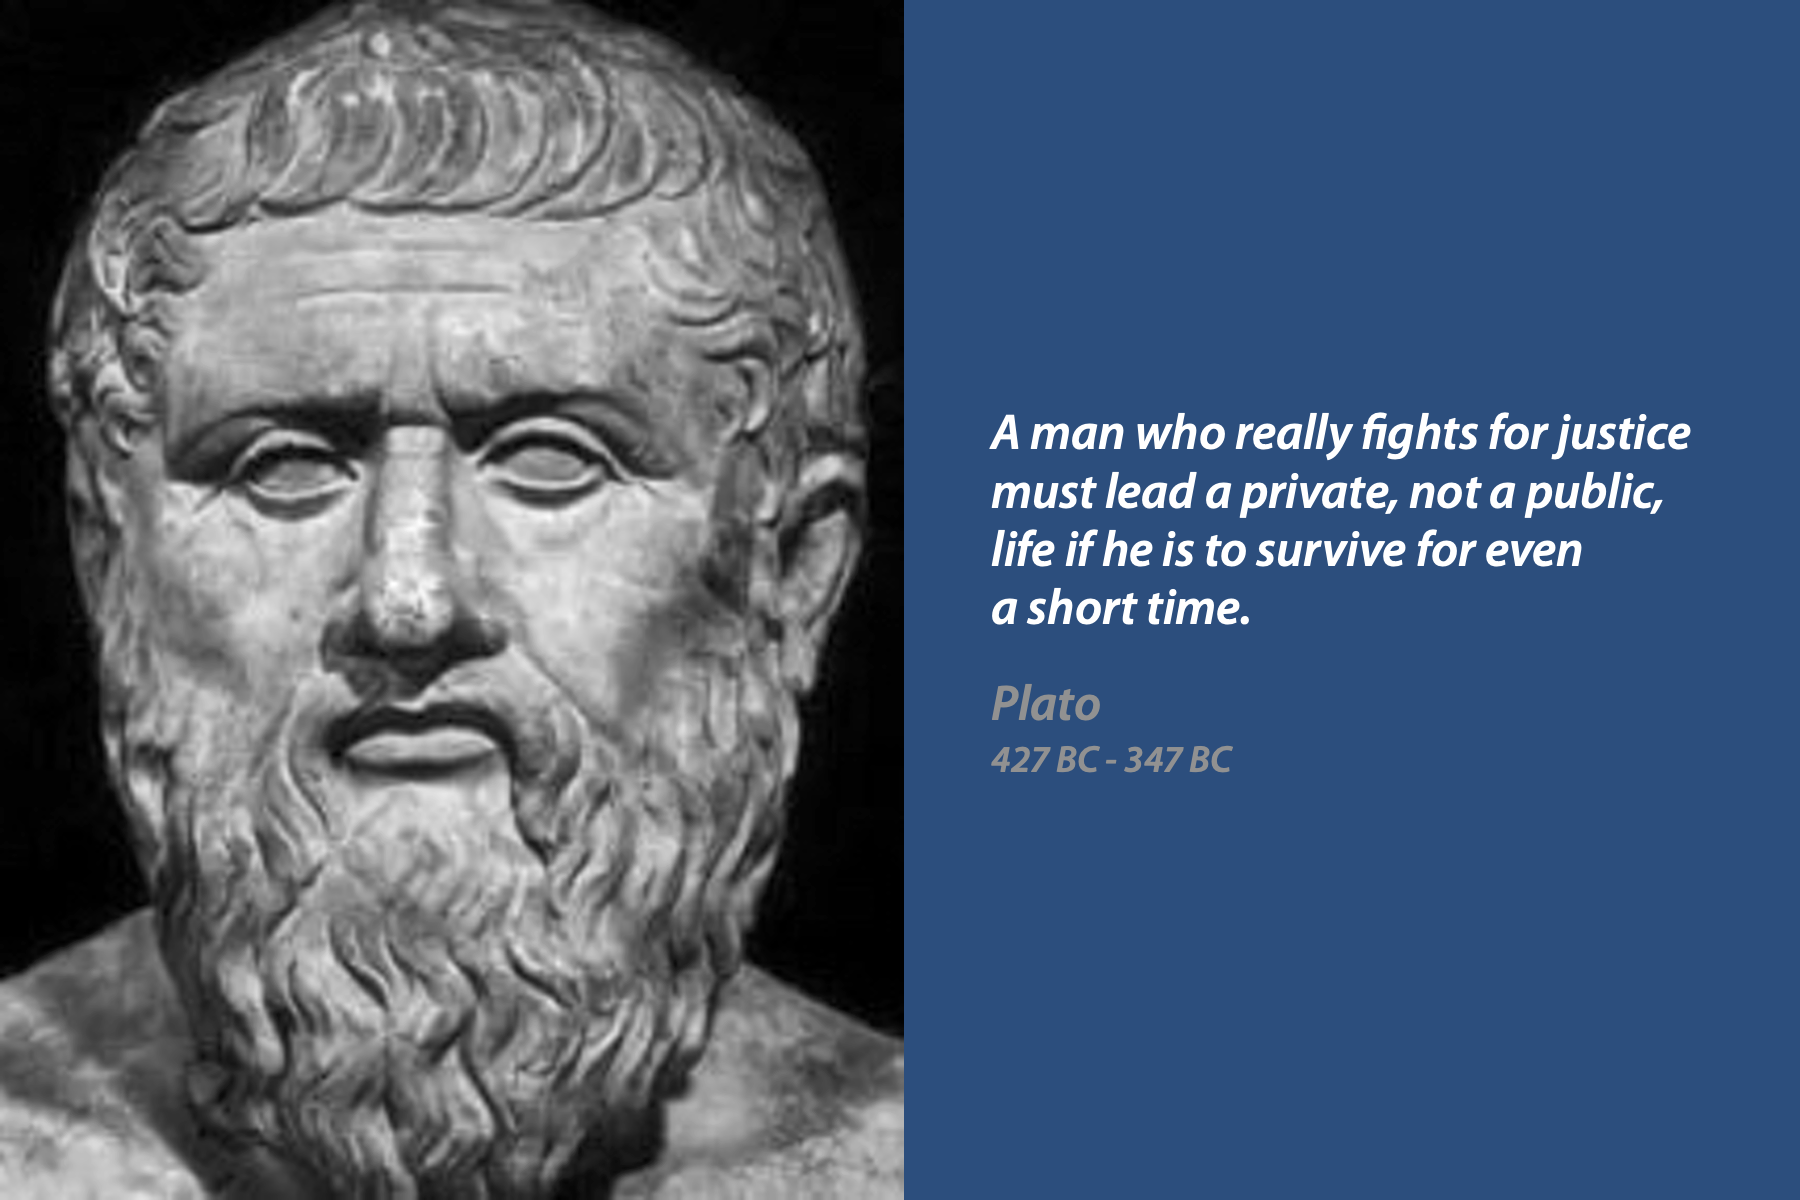 A man who really fights for justice
must lead a private, not a public,
life if he is to survive for even
a short time.
Plato
427 BC - 347 BC